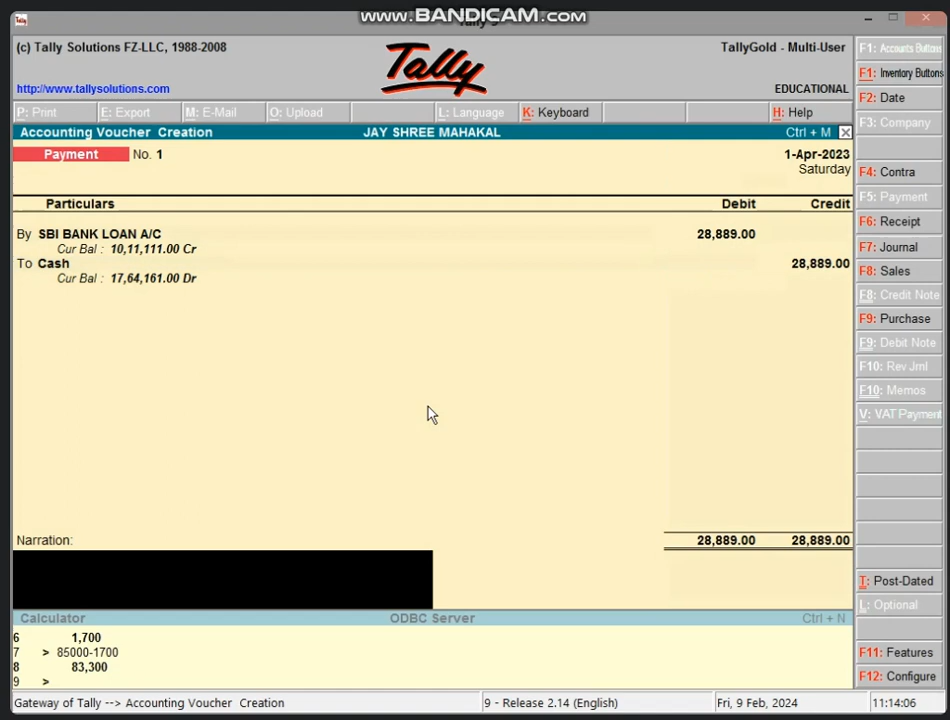 www.BANDICAM.com
(c) Tally Solutions FZ-LLC, 1988-2008
http://www.tallysolutions.com
Tally
TallyGold - Multi-User
EDUCATIONAL
P: Print E: Export M: E-Mail O: Upload L: Language K: Keyboard H: Help
Accounting Voucher Creation JAY SHREE MAHAKAL Ctrl + M
Payment No. 1 1-Apr-2023
Saturday
Particulars Debit Credit
By SBI BANK LOAN A/C 28,889.00
Cur Bal : 10,11,111.00 Cr
To Cash 28,889.00
Cur Bal : 17,64,161.00 Dr
Narration: 28,889.00 28,889.00
Calculator ODBC Server Ctrl + N
6 1,700
7 > 85000-1700
8 83,300
9 >
Gateway of Tally --> Accounting Voucher Creation 9 - Release 2.14 (English) Fri, 9 Feb, 2024 11:14:06
F1: Accounts Buttons
F1: Inventory Buttons
F2: Date
F3: Company
F4: Contra
F5: Payment
F6: Receipt
F7: Journal
F8: Sales
F8: Credit Note
F9: Purchase
F9: Debit Note
F10: Rev Jrnl
F10: Memos
V: VAT Payment
T: Post-Dated
L: Optional
F11: Features
F12: Configure